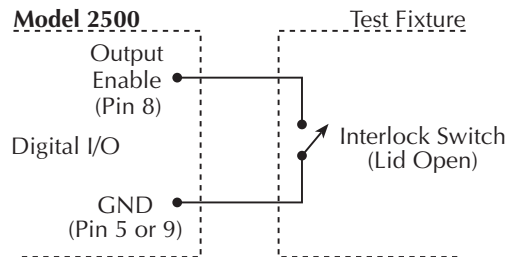 Model 2500
Test Fixture
Output
Enable
(Pin 8)
Digital I/O
Interlock Switch
(Lid Open)
GND
(Pin 5 or 9)